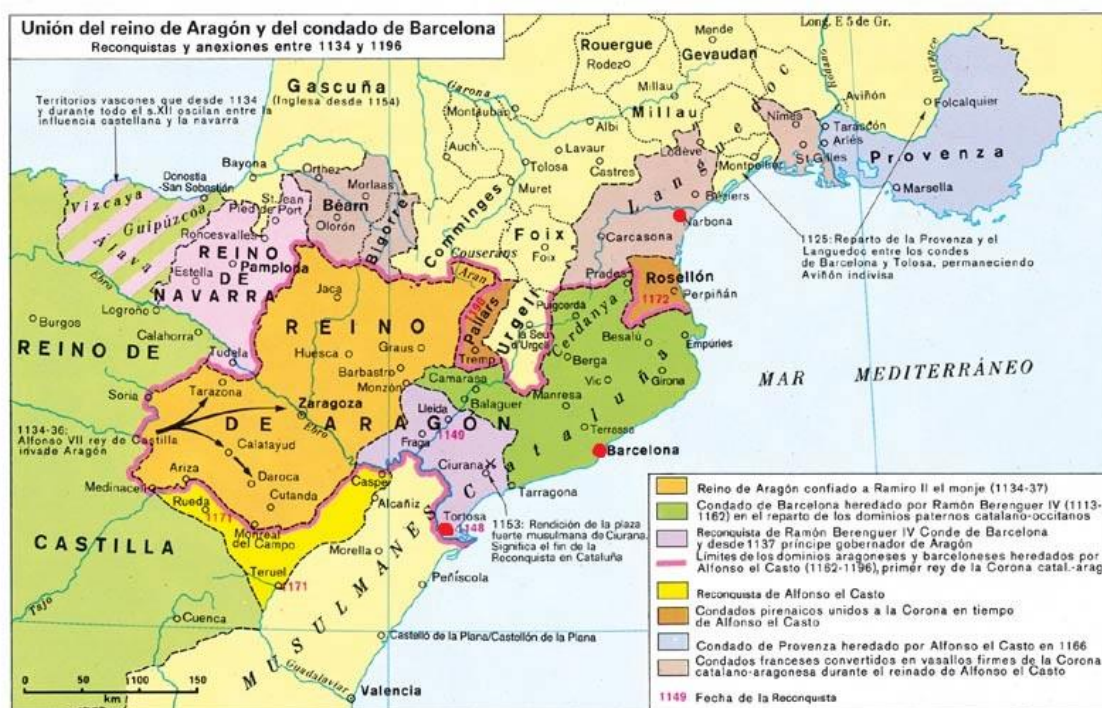 Unión del reino de Aragón y del condado de Barcelona
Reconquistas y anexiones entre 1134 y 1196
Long. E 5 de Gr.
Territorios vascones que desde 1134
y durante todo el s.XII oscilan entre la
influencia castellana y la navarra
Gascuña
(Inglesa desde 1154)
Garona
Montauban
Auch
Rouergue
Rodez
Mende
Gevaudan
Millau
Millau
Albi
Lavaur
Castres
Tolosa
Muret
Ródano
Durance
Aviñón
Folcalquier
Nimea
Tarascón
Arlés
St.Gilles
Provenza
Marsella
Lodève
Montpellier
Languedoc
Béziers
Narbona
Carcasona
Bayona
Orthez
Donostia
-San Sebastián
Morlaas
Bearn
Olorón
Bigorre
Comminges
Couserans
Foix
Foix
Vizcaya
Guipúzcoa
Alava
St.Jean
Pied de Port
Roncesvalles
REINO
DE
NAVARRA
Pamplona
Estella
Ebro
Logroño
Calahorra
Tudela
Burgos
REINO DE
CASTILLA
Soria
1125: Reparto de la Provenza y el
Languedoc entre los condes
de Barcelona y Tolosa, permaneciendo
Aviñón indivisa
Prades
Rosellón
1172
Perpiñán
Aran
1190
Pallars
Tremp
Urgell
la Seu
d'Urgell
Puigcerdá
Cerdanya
Jaca
REINO
DE ARAGÓN
Huesca
Graus
Barbastro
Monzón
Camarasa
Balaguer
Berga
Besalú
Empúries
Vic
Girona
Manresa
Terrassa
Cataluña
Barcelona
MAR MEDITERRÁNEO
Tarazona
Zaragoza
Ebro
Lleida
1149
Fraga
Ciurana
Tarragona
1134-36:
Alfonso VII rey de Castilla
invade Aragón
Calatayud
Daroca
Ariza
Medinaceli
Cutanda
Rueda
1171
Monreal
del Campo
Caspe
Alcañiz
Tortosa
1148
1153: Rendición de la plaza
fuerte musulmana de Ciurana.
Significa el fin de la
Reconquista en Cataluña
Morella
Teruel
1171
Peñíscola
MUSULMANES
Tajo
Cuenca
Castelló de la Plana/Castellón de la Plana
Guadalaviar
Valencia
0 50 100 150
km
Reino de Aragón confiado a Ramiro II el monje (1134-37)
Condado de Barcelona heredado por Ramón Berenguer IV (1113-
1162) en el reparto de los dominios paternos catalano-occitanos
Reconquista de Ramón Berenguer IV Conde de Barcelona
y desde 1137 príncipe gobernador de Aragón
Límites de los dominios aragoneses y barceloneses heredados por
Alfonso el Casto (1162-1196), primer rey de la Corona catal.-arag
Reconquista de Alfonso el Casto
Condados pirenaicos unidos a la Corona en tiempo
de Alfonso el Casto
Condado de Provenza heredado por Alfonso el Casto en 1166
Condados franceses convertidos en vasallos firmes de la Corona
catalano-aragonesa durante el reinado de Alfonso el Casto
1149 Fecha de la Reconquista